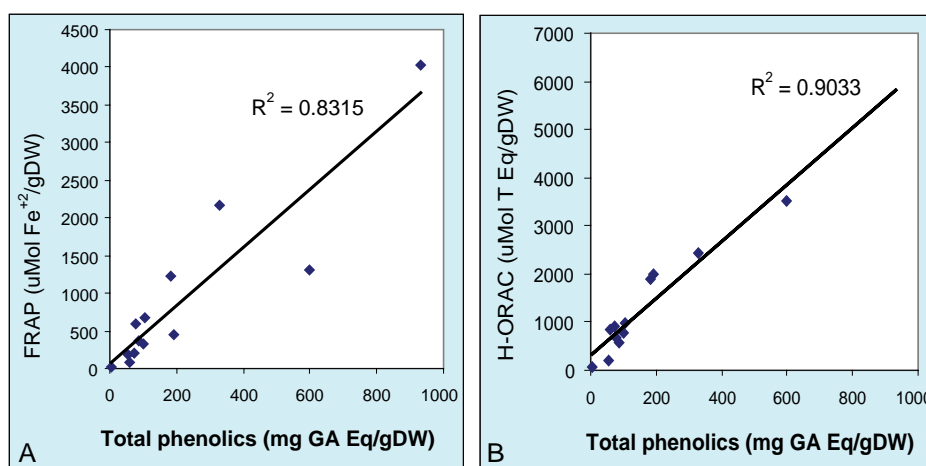 4500
4000
3500
3000
2500
2000
1500
1000
500
0
FRAP (uMol Fe⁺²/gDW)
R² = 0.8315
0 200 400 600 800 1000
A Total phenolics (mg GA Eq/gDW)
7000
6000
5000
4000
3000
2000
1000
0
H-ORAC (uMol T Eq/gDW)
R² = 0.9033
0 200 400 600 800 100
B Total phenolics (mg GA Eq/gDW)